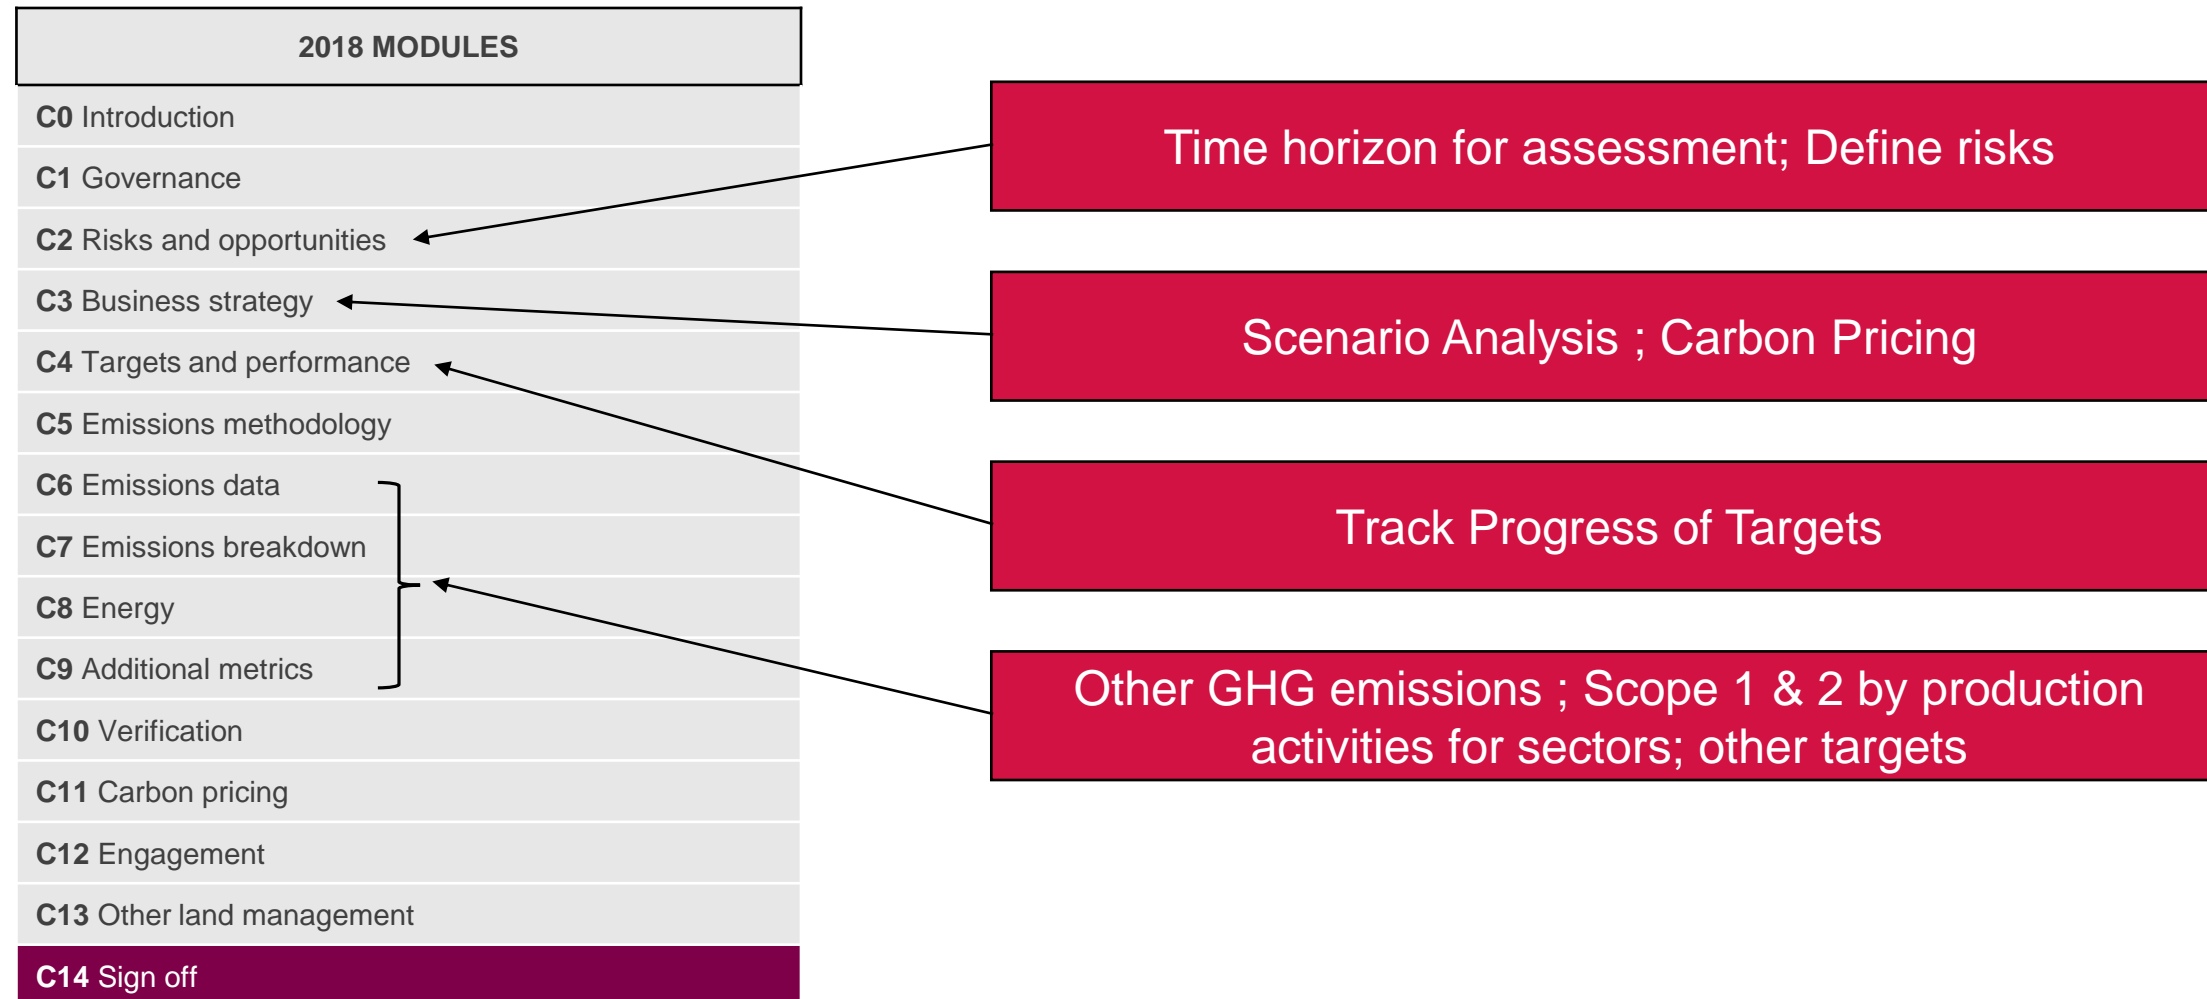 2018 MODULES
C0 Introduction
C1 Governance
C2 Risks and opportunities
C3 Business strategy
C4 Targets and performance
C5 Emissions methodology
C6 Emissions data
C7 Emissions breakdown
C8 Energy
C9 Additional metrics
C10 Verification
C11 Carbon pricing
C12 Engagement
C13 Other land management
C14 Sign off
Time horizon for assessment; Define risks
Scenario Analysis ; Carbon Pricing
Track Progress of Targets
Other GHG emissions ; Scope 1 & 2 by production
activities for sectors; other targets